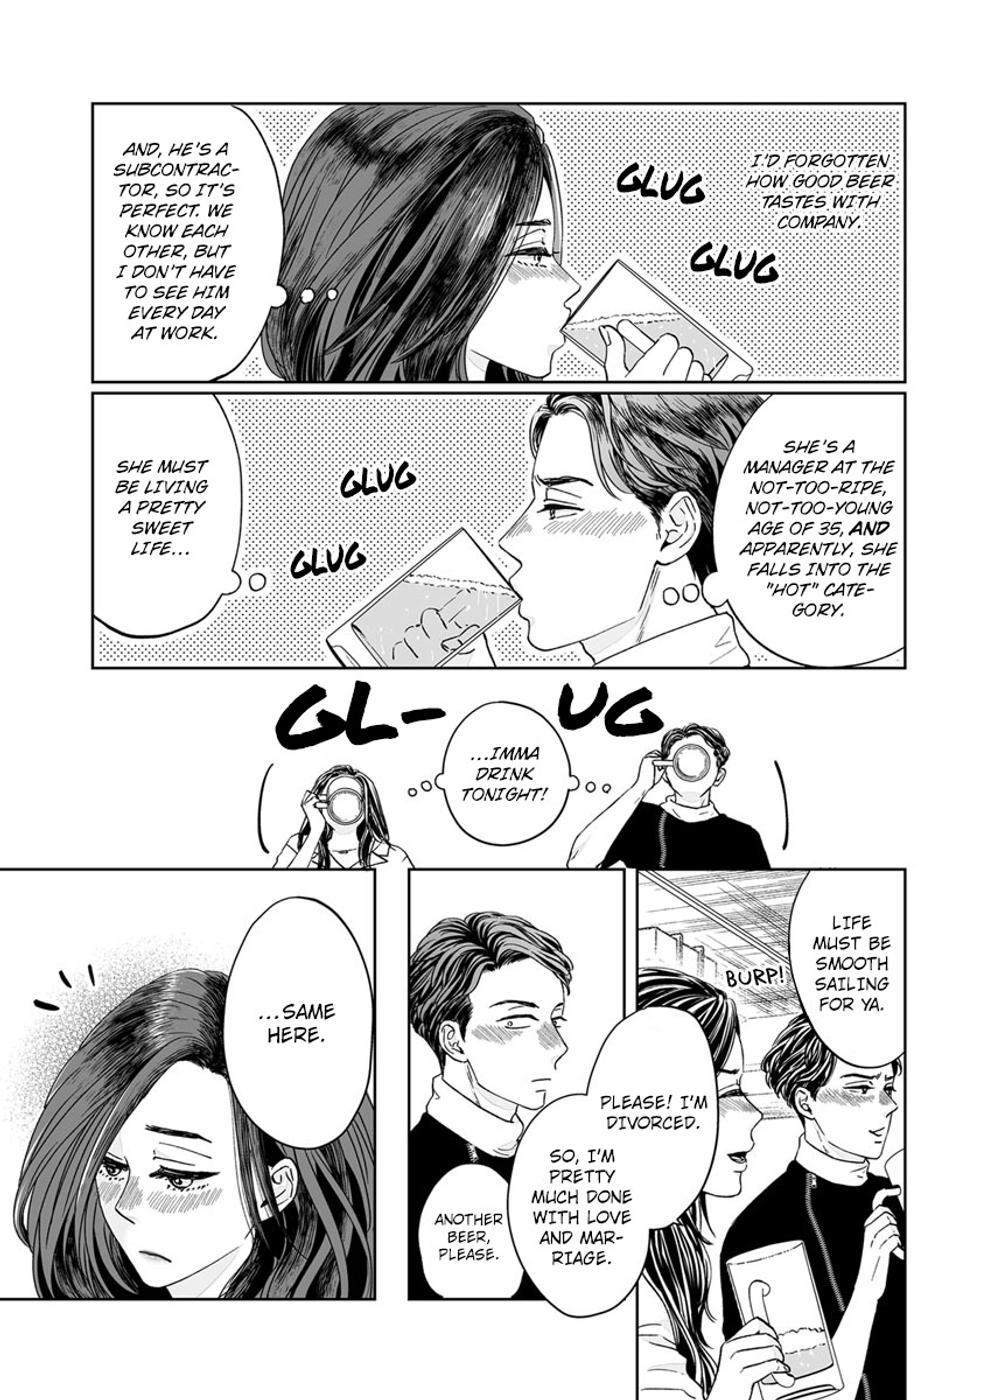 I'D FORGOTTEN
HOW GOOD BEER
TASTES WITH
COMPANY.
GLUG
GLUG
AND, HE'S A
SUBCONTRAC-
TOR, SO IT'S
PERFECT. WE
KNOW EACH
OTHER, BUT
I DON'T HAVE
TO SEE HIM
EVERY DAY
AT WORK.
SHE'S A
MANAGER AT THE
NOT-TOO-RIPE,
NOT-TOO-YOUNG
AGE OF 35, AND
APPARENTLY, SHE
FALLS INTO THE
"HOT" CATE-
GORY.
GLUG
GLUG
SHE MUST
BE LIVING
A PRETTY
SWEET
LIFE...
GL- UG
...IMMA
DRINK
TONIGHT!
LIFE
MUST BE
SMOOTH
SAILING
FOR YA.
BURP!
PLEASE! I'M
DIVORCED.
SO, I'M
PRETTY
MUCH DONE
WITH LOVE
AND MAR-
RIAGE.
ANOTHER
BEER,
PLEASE.
...SAME
HERE.